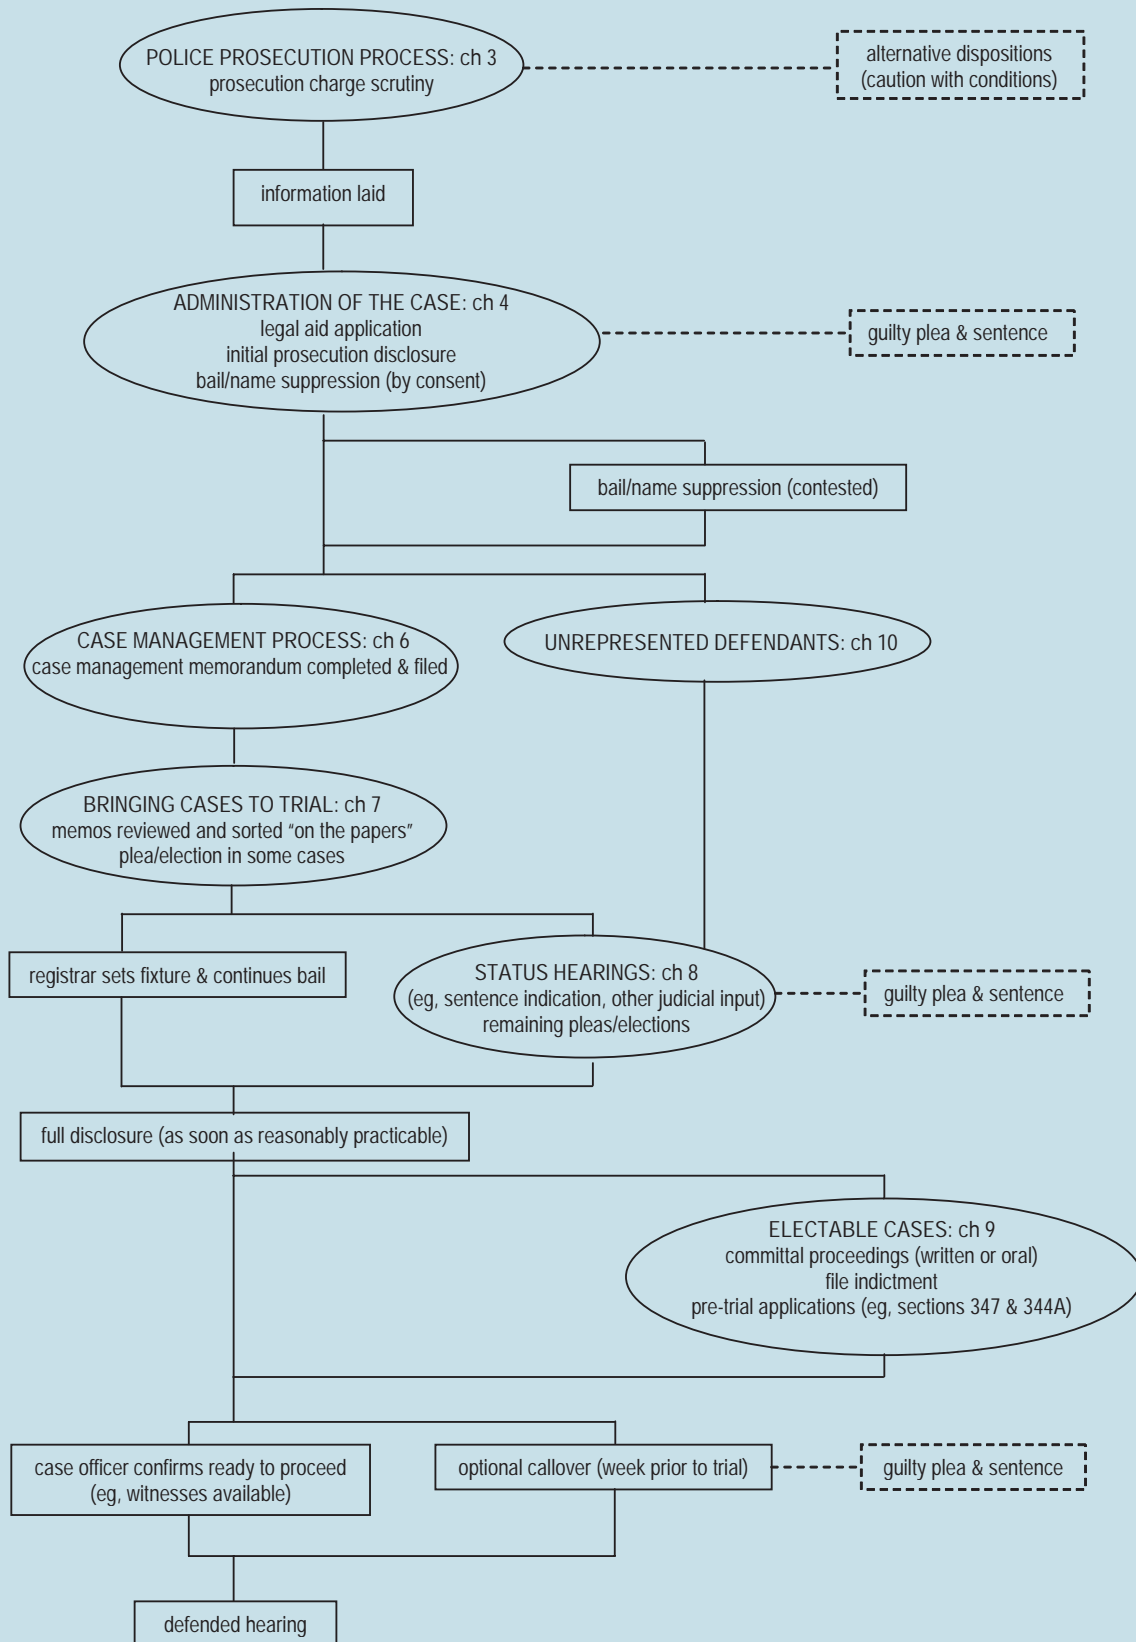 POLICE PROSECUTION PROCESS: ch 3
prosecution charge scrutiny
alternative dispositions
(caution with conditions)
information laid
ADMINISTRATION OF THE CASE: ch 4
legal aid application
initial prosecution disclosure
bail/name suppression (by consent)
guilty plea & sentence
bail/name suppression (contested)
CASE MANAGEMENT PROCESS: ch 6
case management memorandum completed & filed
UNREPRESENTED DEFENDANTS: ch 10
BRINGING CASES TO TRIAL: ch 7
memos reviewed and sorted “on the papers”
plea/election in some cases
registrar sets fixture & continues bail
STATUS HEARINGS: ch 8
(eg, sentence indication, other judicial input)
remaining pleas/elections
guilty plea & sentence
full disclosure (as soon as reasonably practicable)
ELECTABLE CASES: ch 9
committal proceedings (written or oral)
file indictment
pre-trial applications (eg, sections 347 & 344A)
case officer confirms ready to proceed
(eg, witnesses available)
optional callover (week prior to trial)
guilty plea & sentence
defended hearing